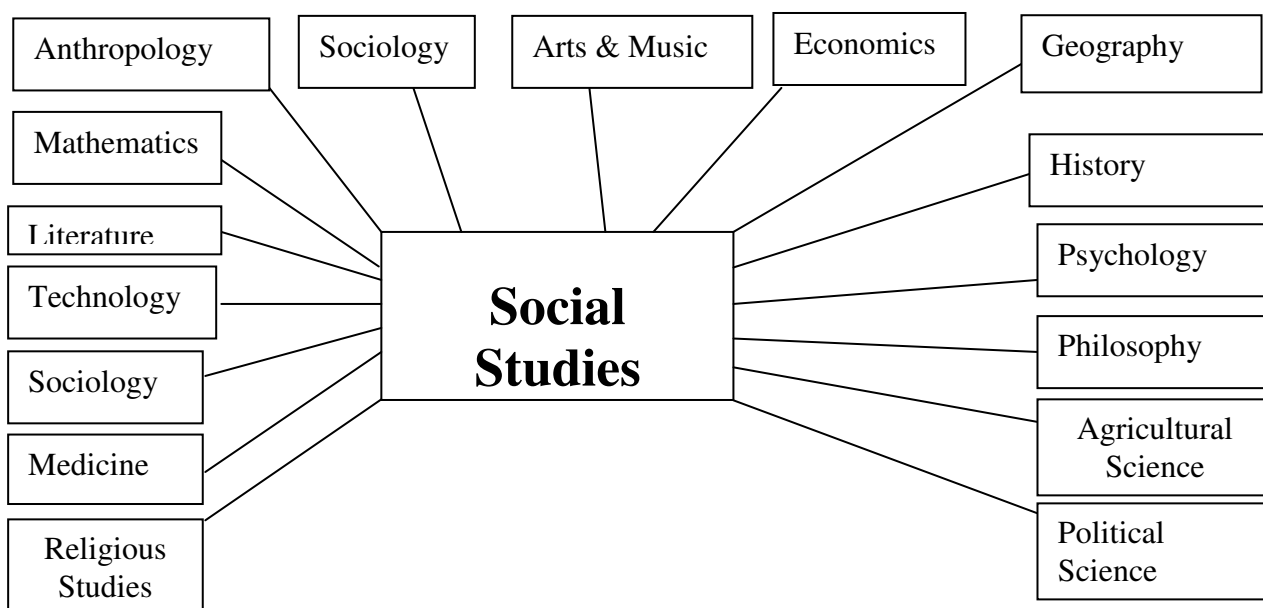 Anthropology
Sociology
Arts & Music
Economics
Geography
Mathematics
History
Literature
Psychology
Technology
Social
Studies
Philosophy
Sociology
Agricultural
Science
Medicine
Political
Science
Religious
Studies